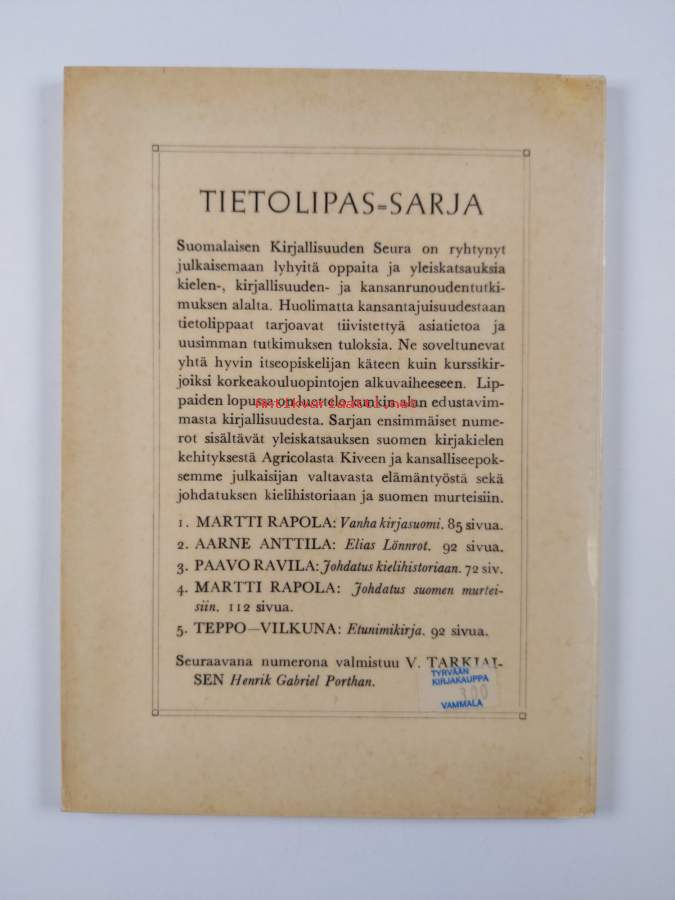 TIETOLIPAS=SARJA
Suomalaisen Kirjallisuuden Seura on ryhtynyt
julkaisemaan lyhyitä oppaita ja yleiskatsauksia
kielen-, kirjallisuuden- ja kansanrunoudentutki-
muksen alalta. Huolimatta kansantajuisuudestaan
tietolippaat tarjoavat tiivistettyä asiatietoa ja
uusimman tutkimuksen tuloksia. Ne soveltunevat
yhtä hyvin itseopiskelijan käteen kuin kurssikir-
joiksi korkeakouluopintojen alkuvaiheeseen. Lip-
paiden lopussa on luettelo kunkin alan edustavim-
Antikvariaatti.net
masta kirjallisuudesta. Sarjan ensimmäiset nume-
rot sisältävät yleiskatsauksen suomen kirjakielen
kehityksestä Agricolasta Kiveen ja kansalliseepok-
semme julkaisijan valtavasta elämäntyöstä sekä
johdatuksen kielihistoriaan ja suomen murteisiin.
1. MARTTI RAPOLA: Vanha kirjasuomi. 85 sivua.
2. AARNE ANTTILA: Elias Lönnrot. 92 sivua.
3. PAAVO RAVILA: Johdatus kielihistoriaan. 72 siv.
4. MARTTI RAPOLA: Johdatus suomen murtei-
siin. 112 sivua.
5. TEPPO—VILKUNA: Etunimikirja. 92 sivua.
Seuraavana numerona valmistuu V. TARKIAI-
SEN Henrik Gabriel Porthan.
TYRVÄÄN
KIRJAKAUPPA
300
VAMMALA